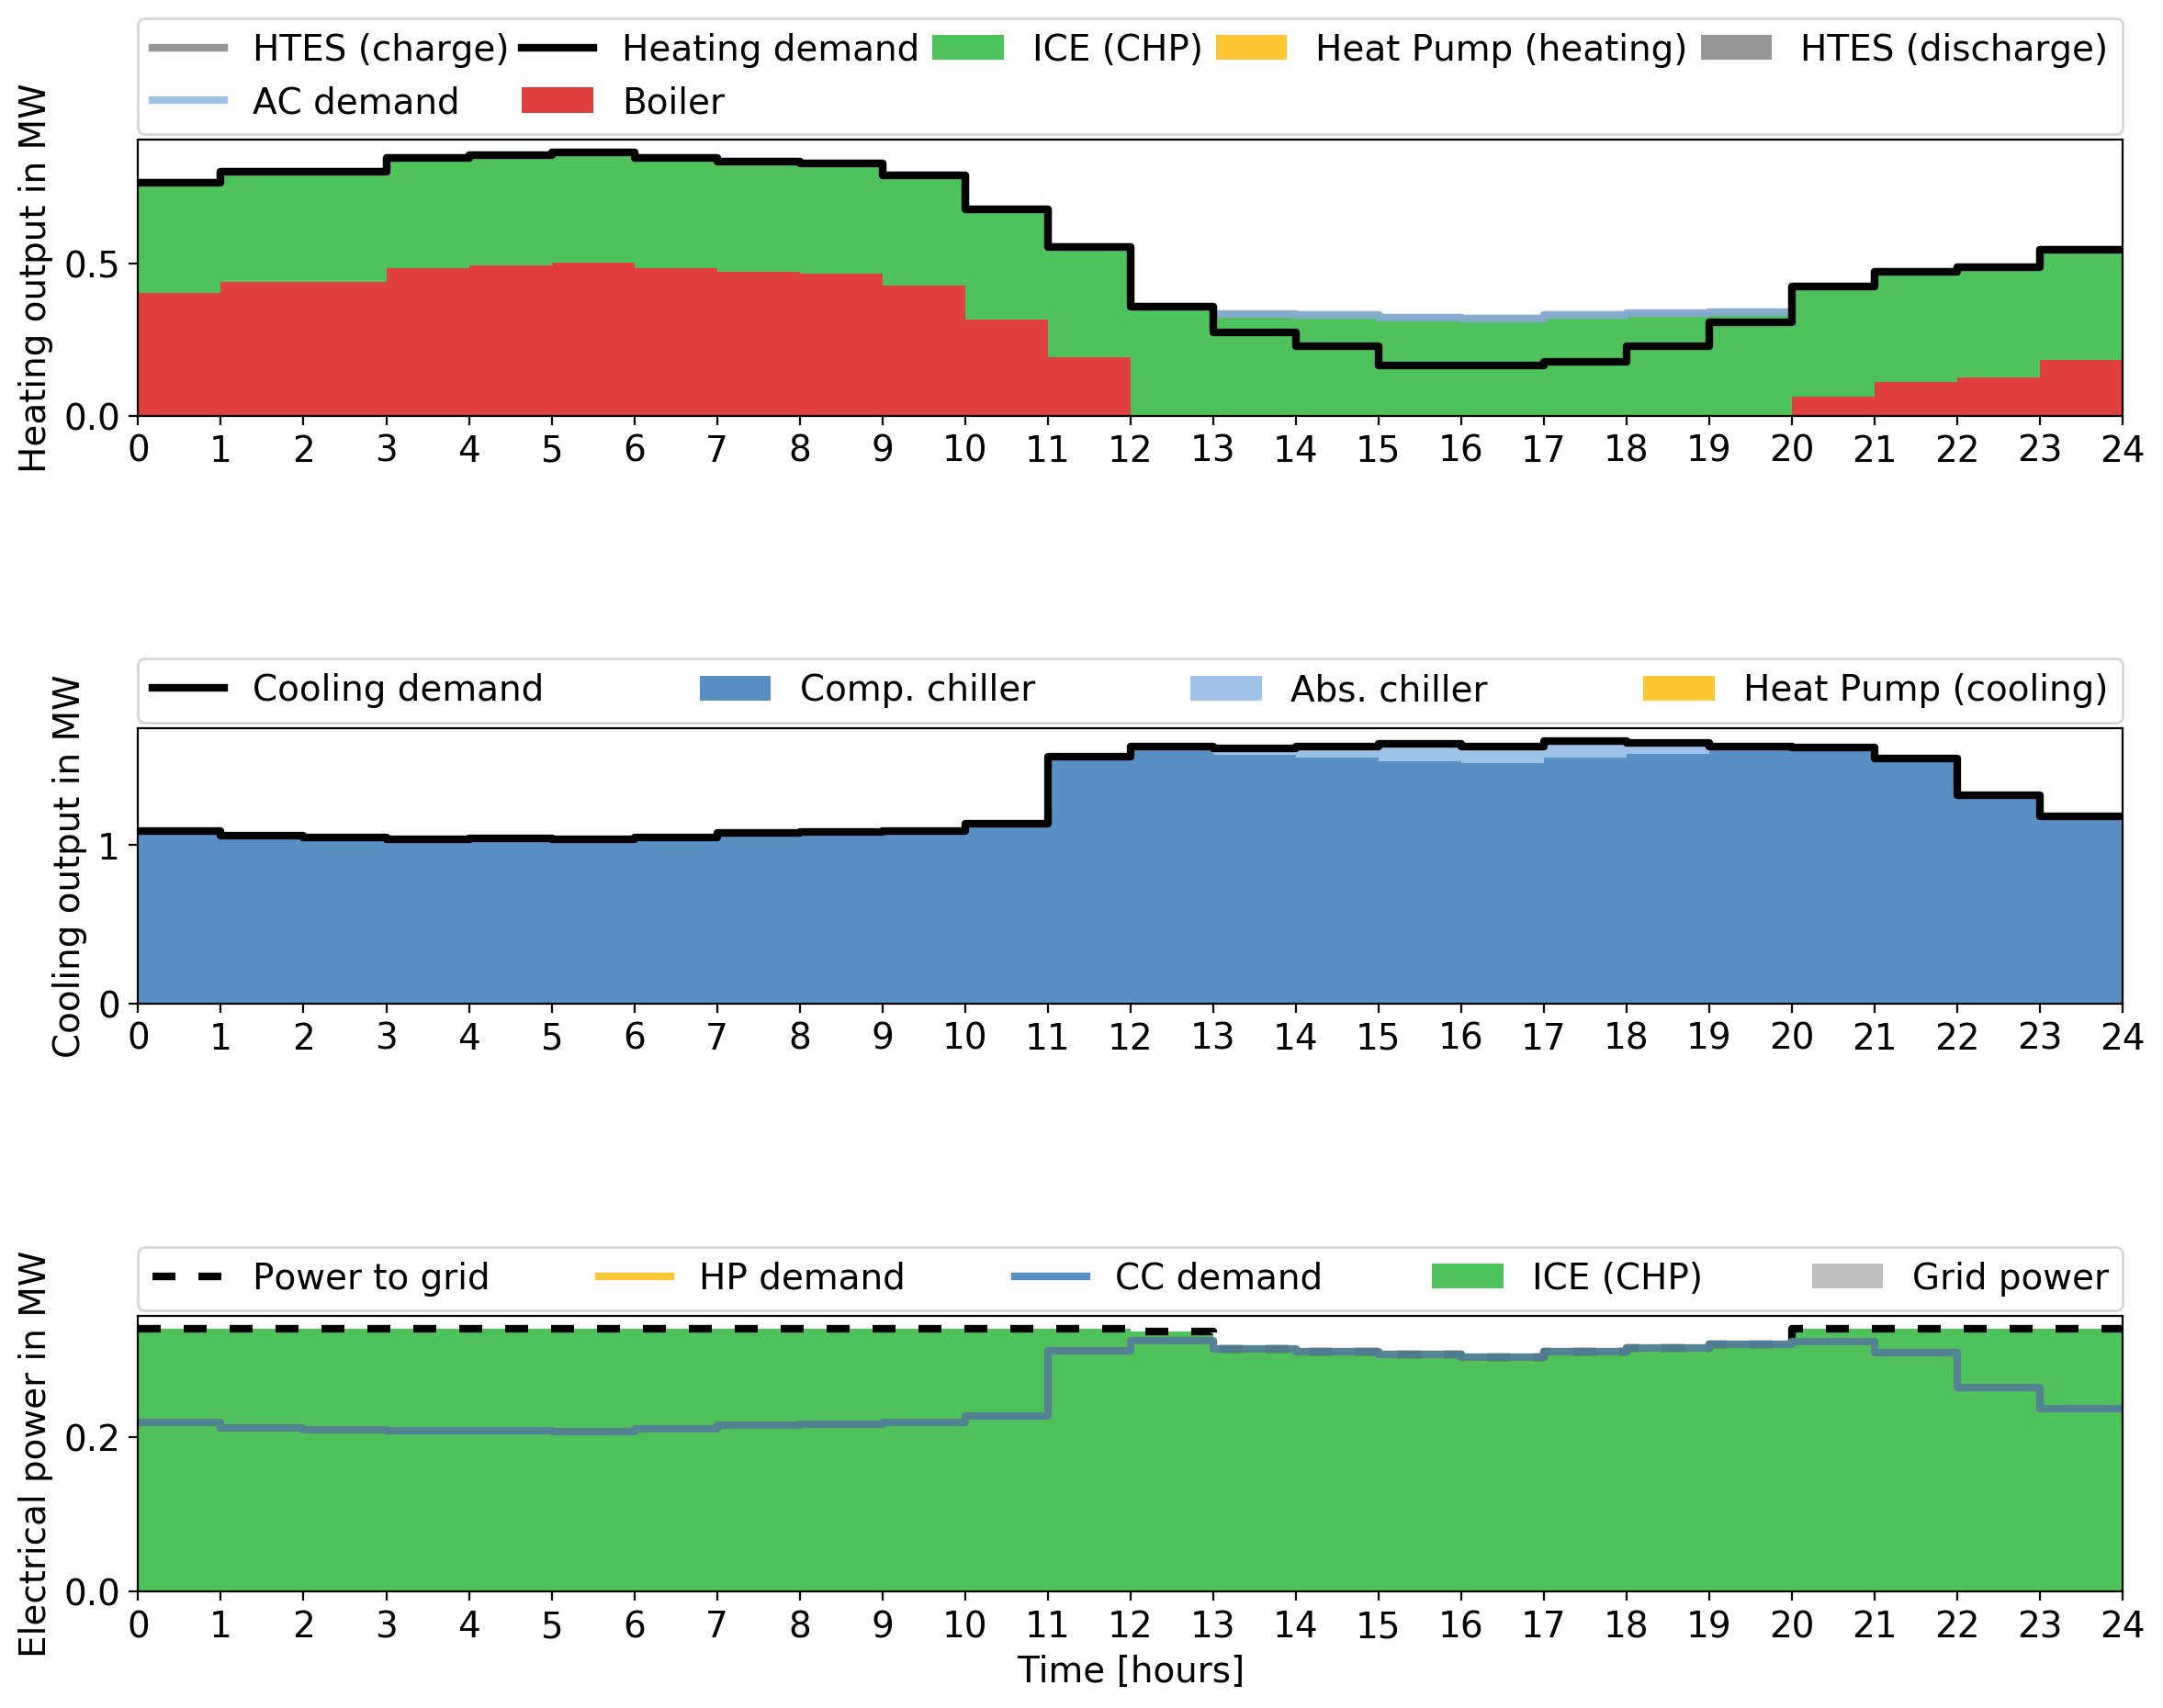 HTES (charge) Heating demand ICE (CHP) Heat Pump (heating) HTES (discharge)
AC demand Boiler
Heating output in MW
0.5
0.0
0 1 2 3 4 5 6 7 8 9 10 11 12 13 14 15 16 17 18 19 20 21 22 23 24
Cooling demand Comp. chiller Abs. chiller Heat Pump (cooling)
Cooling output in MW
1
0
0 1 2 3 4 5 6 7 8 9 10 11 12 13 14 15 16 17 18 19 20 21 22 23 24
Power to grid HP demand CC demand ICE (CHP) Grid power
Electrical power in MW
0.2
0.0
0 1 2 3 4 5 6 7 8 9 10 11 12 13 14 15 16 17 18 19 20 21 22 23 24
Time [hours]